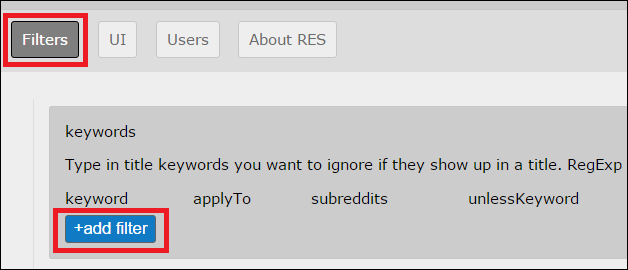 Filters UI Users About RES
keywords
Type in title keywords you want to ignore if they show up in a title. RegExp
keyword applyTo subreddits unlessKeyword
+add filter